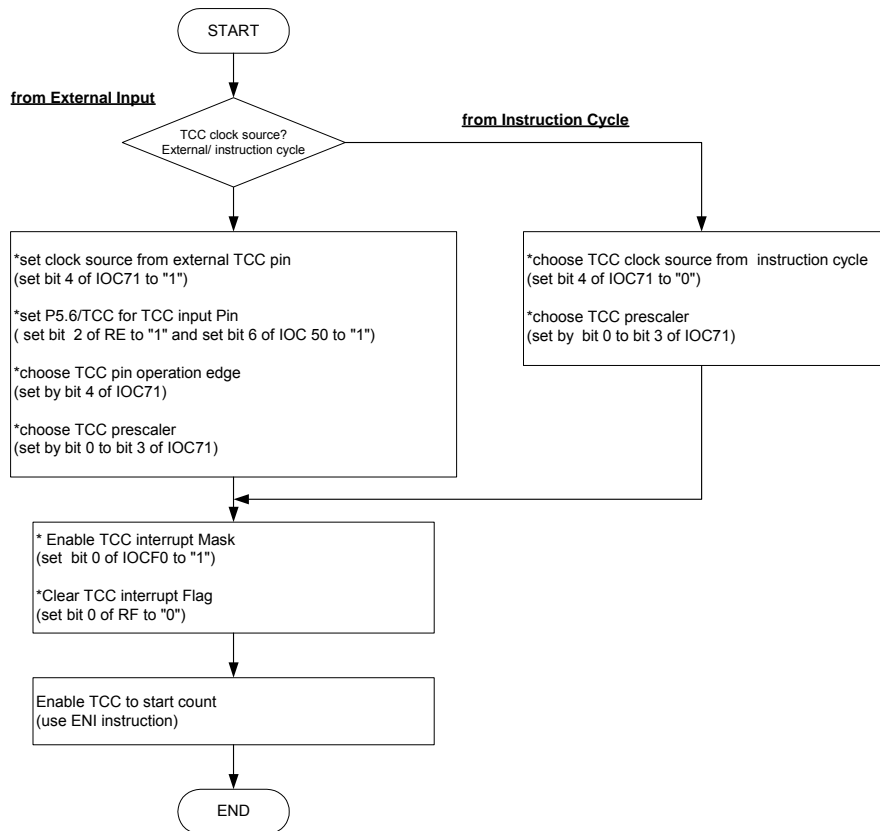 START
from External Input
TCC clock source?
External/ instruction cycle
from Instruction Cycle
*set clock source from external TCC pin
(set bit 4 of IOC71 to "1")
*set P5.6/TCC for TCC input Pin
( set bit  2 of RE to "1" and set bit 6 of IOC 50 to "1")
*choose TCC pin operation edge
(set by bit 4 of IOC71)
*choose TCC prescaler
(set by bit 0 to bit 3 of IOC71)
*choose TCC clock source from  instruction cycle
(set bit 4 of IOC71 to "0")
*choose TCC prescaler
(set by  bit 0 to bit 3 of IOC71)
* Enable TCC interrupt Mask
(set  bit 0 of IOCF0 to "1")
*Clear TCC interrupt Flag
(set bit 0 of RF to "0")
Enable TCC to start count
(use ENI instruction)
END